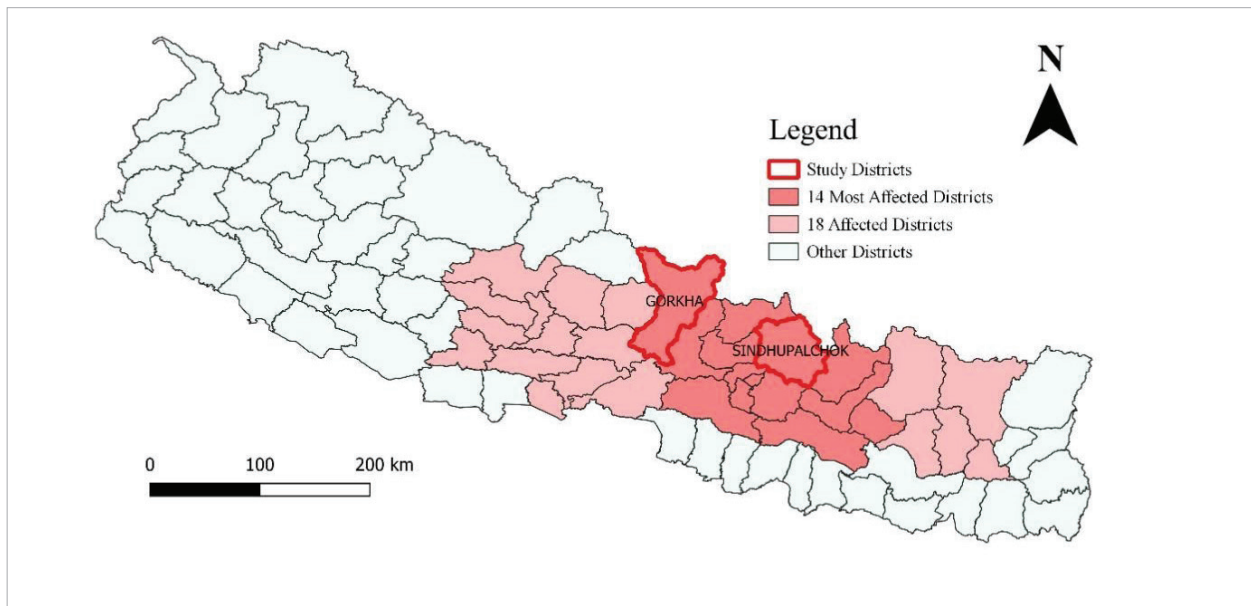 N
Legend
Study Districts
14 Most Affected Districts
18 Affected Districts
Other Districts
GORKHA
SINDHUPALCHOK
0 100 200 km